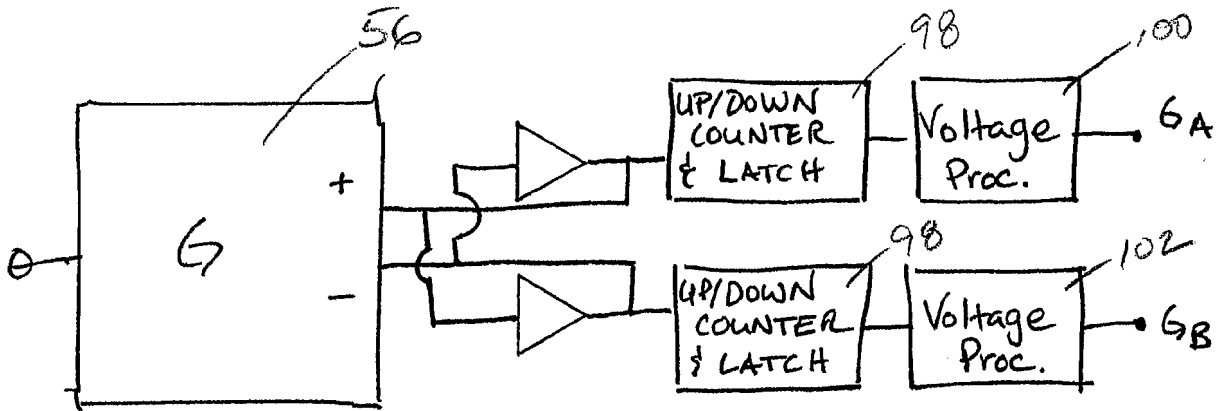 56
G
+
−
98
UP/DOWN
COUNTER
& LATCH
100
Voltage
Proc.
GA
98
UP/DOWN
COUNTER
& LATCH
102
Voltage
Proc.
GB